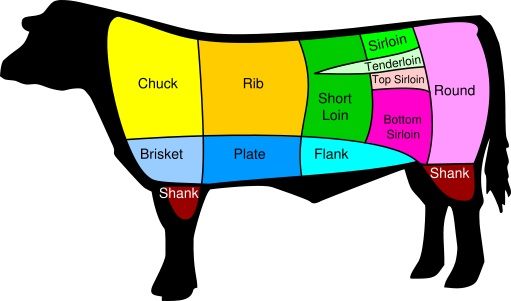 Sirloin
Tenderloin
Top Sirloin
Chuck
Rib
Round
Short
Loin
Bottom
Sirloin
Brisket
Plate
Flank
Shank
Shank